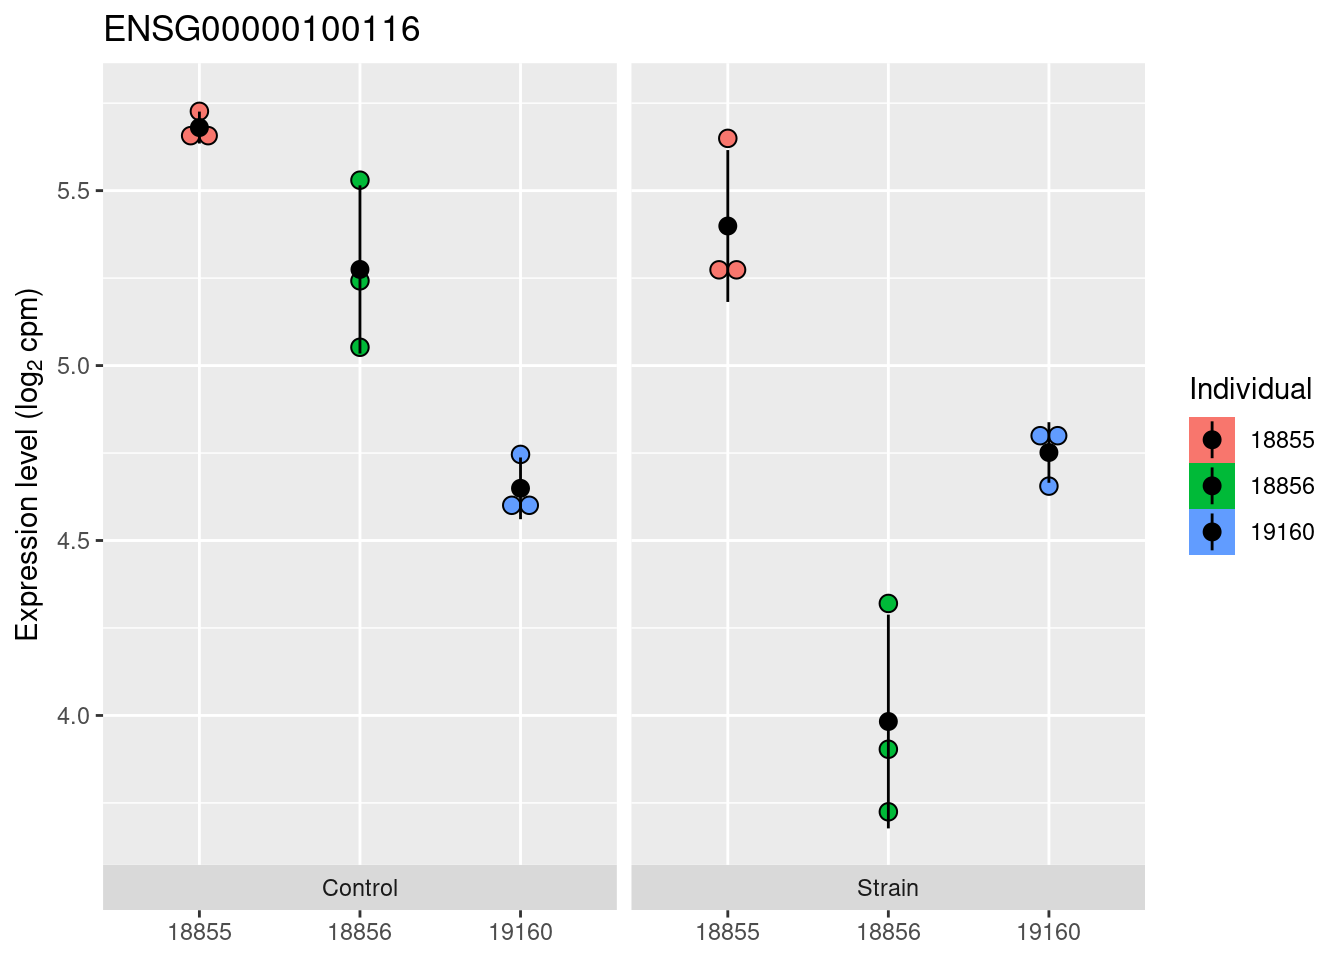 ENSG00000100116
Expression level (log₂ cpm)
5.5
5.0
4.5
4.0
Control
Strain
18855
18856
19160
18855
18856
19160
Individual
18855
18856
19160